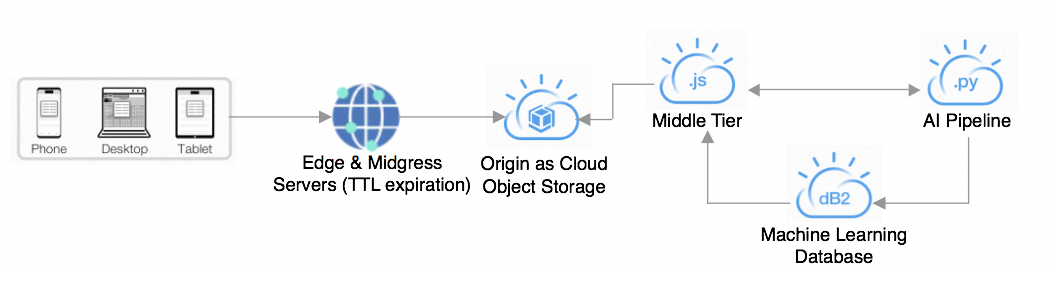 Phone
Desktop
Tablet
Edge & Midgress
Servers (TTL expiration)
Origin as Cloud
Object Storage
.js
Middle Tier
.py
AI Pipeline
dB2
Machine Learning
Database